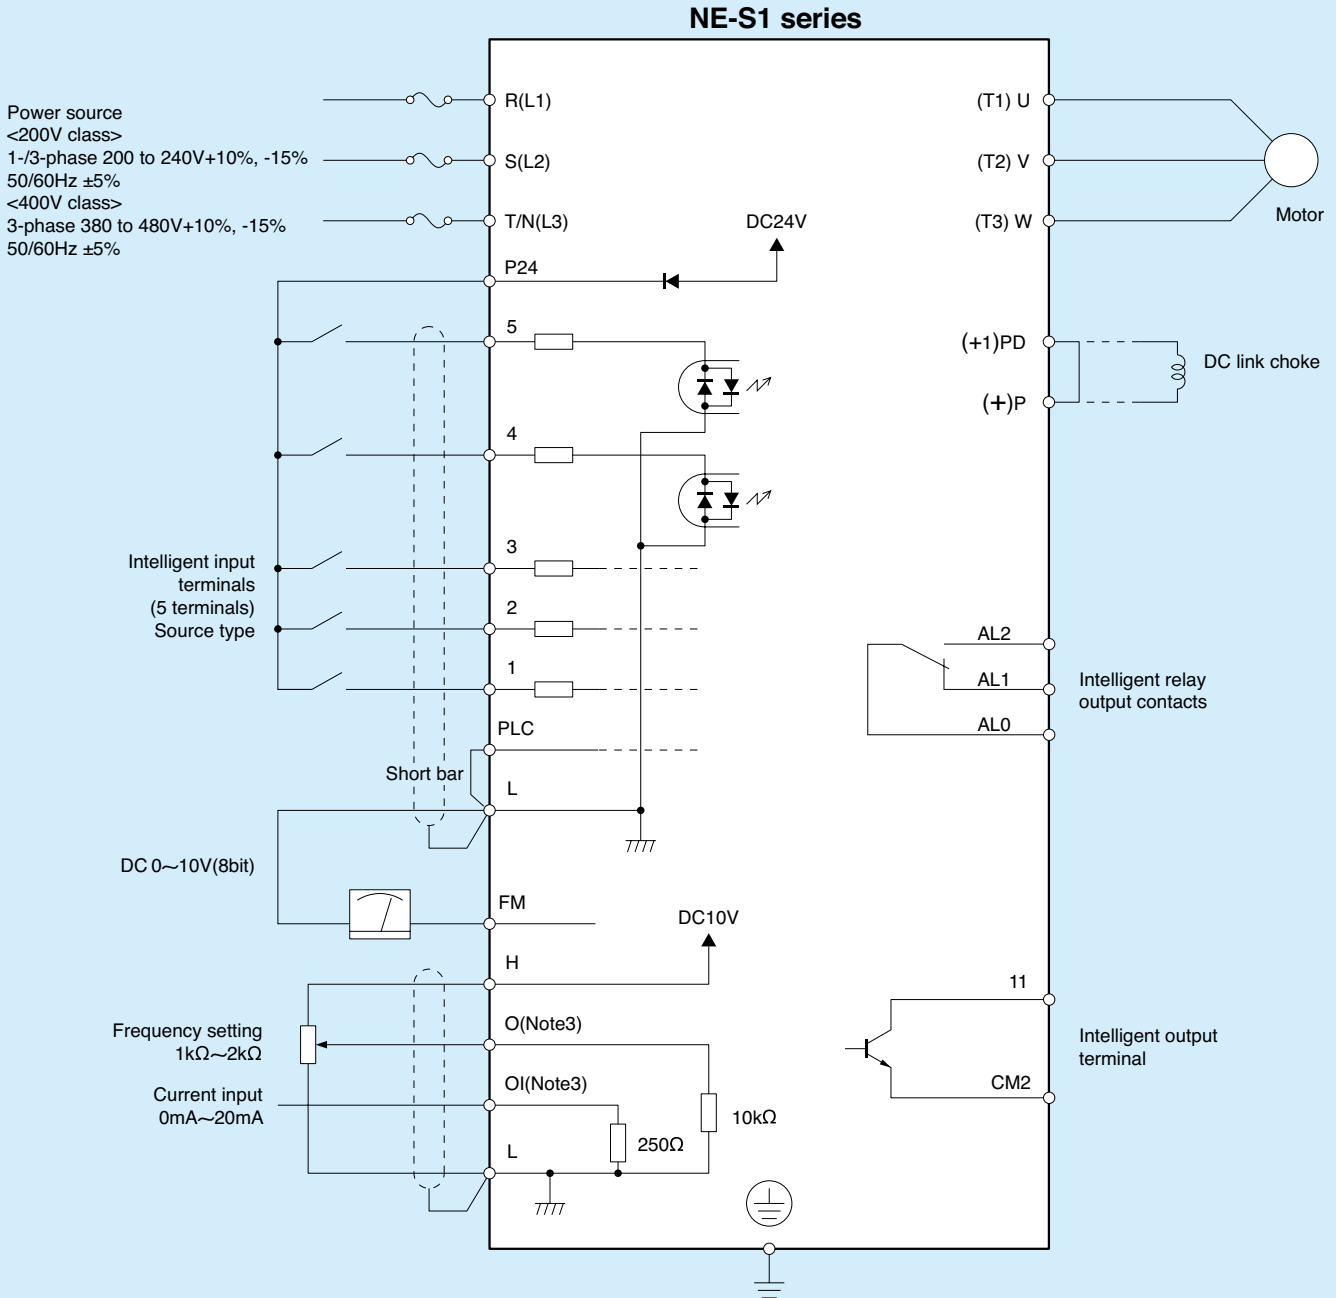 NE-S1 series
Power source
<200V class>
1-/3-phase 200 to 240V+10%, -15%
50/60Hz ±5%
<400V class>
3-phase 380 to 480V+10%, -15%
50/60Hz ±5%
R(L1)
S(L2)
T/N(L3)
P24
DC24V
5
4
3
2
1
PLC
L
Intelligent input
terminals
(5 terminals)
Source type
Short bar
DC 0～10V(8bit)
FM
DC10V
H
O(Note3)
OI(Note3)
L
Frequency setting
1kΩ～2kΩ
Current input
0mA～20mA
10kΩ
250Ω
(T1) U
(T2) V
(T3) W
Motor
(+1)PD
(+)P
DC link choke
AL2
AL1
AL0
Intelligent relay
output contacts
11
CM2
Intelligent output
terminal